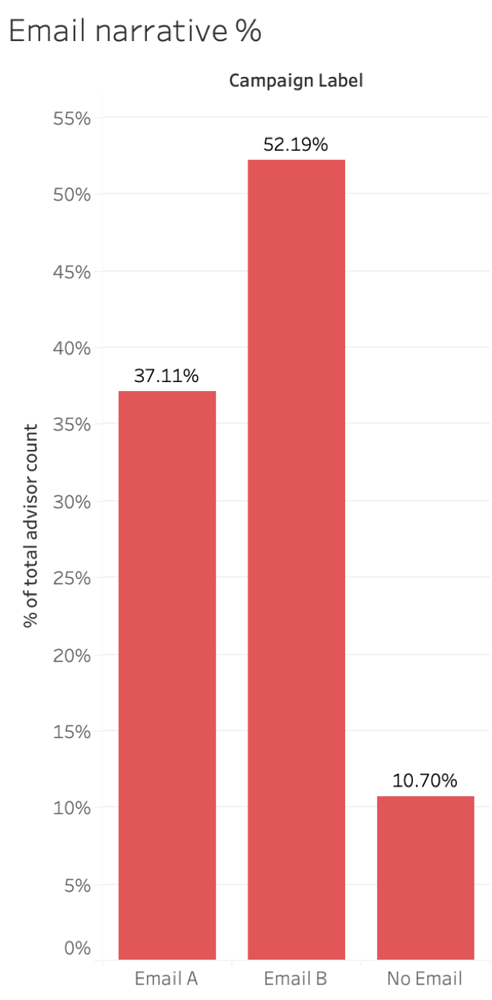 Email narrative %
Campaign Label
55%
52.19%
50%
45%
40%
37.11%
35%
30%
25%
20%
15%
10.70%
10%
5%
0%
% of total advisor count
Email A
Email B
No Email